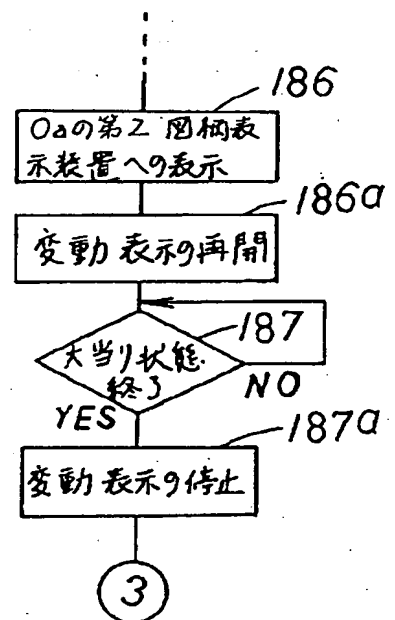 186
Oaの第2図柄表
示装置への表示
186a
変動表示の再開
187
大当り状態
終了
NO
YES
187a
変動表示の停止
3